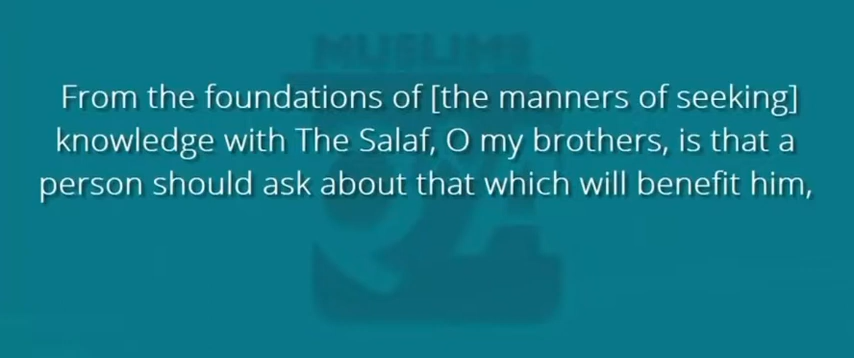 MUSLIMS
From the foundations of [the manners of seeking]
knowledge with The Salaf, O my brothers, is that a
person should ask about that which will benefit him,